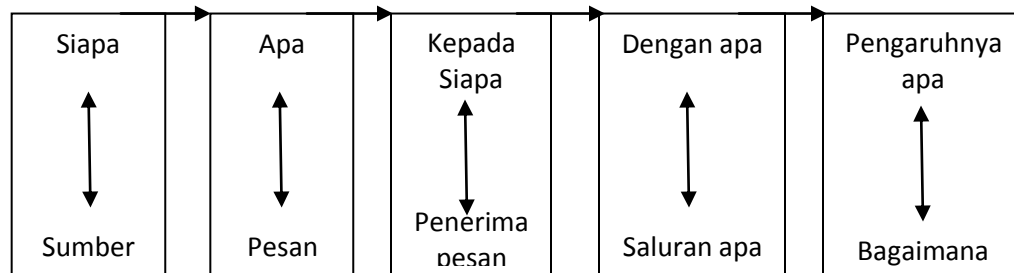 Siapa
Sumber
Apa
Pesan
Kepada
Siapa
Penerima
pesan
Dengan apa
Saluran apa
Pengaruhnya
apa
Bagaimana